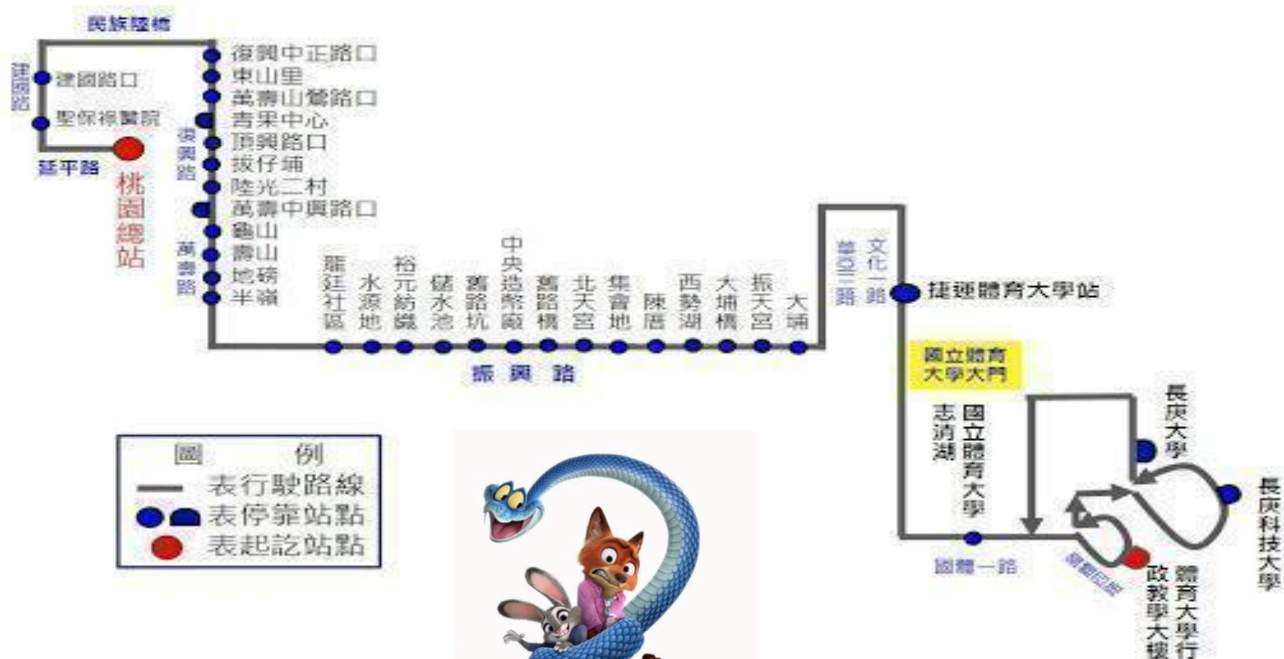 民族陸橋
建國路
建國路口
聖保祿醫院
延平路
桃園總站
復興路
萬壽路
復興中正路口
東山里
萬壽山鶯路口
青果中心
頂興路口
拔仔埔
陸光二村
萬壽中興路口
龜山
壽山
地磅
半嶺
龍廷社區
水源地
裕元紡織
儲水池
舊路坑
中央造幣廠
舊路橋
北天宮
集會地
陳厝
西勢湖
大埔橋
振天宮
大埔
振興路
華亞三路
文化一路
捷運體育大學站
國立體育
大學大門
國立體育大學
志清湖
國體一路
長庚大學
長庚科技大學
體育大學行
政教學大樓
圖例
表行駛路線
表停靠站點
表起訖站點